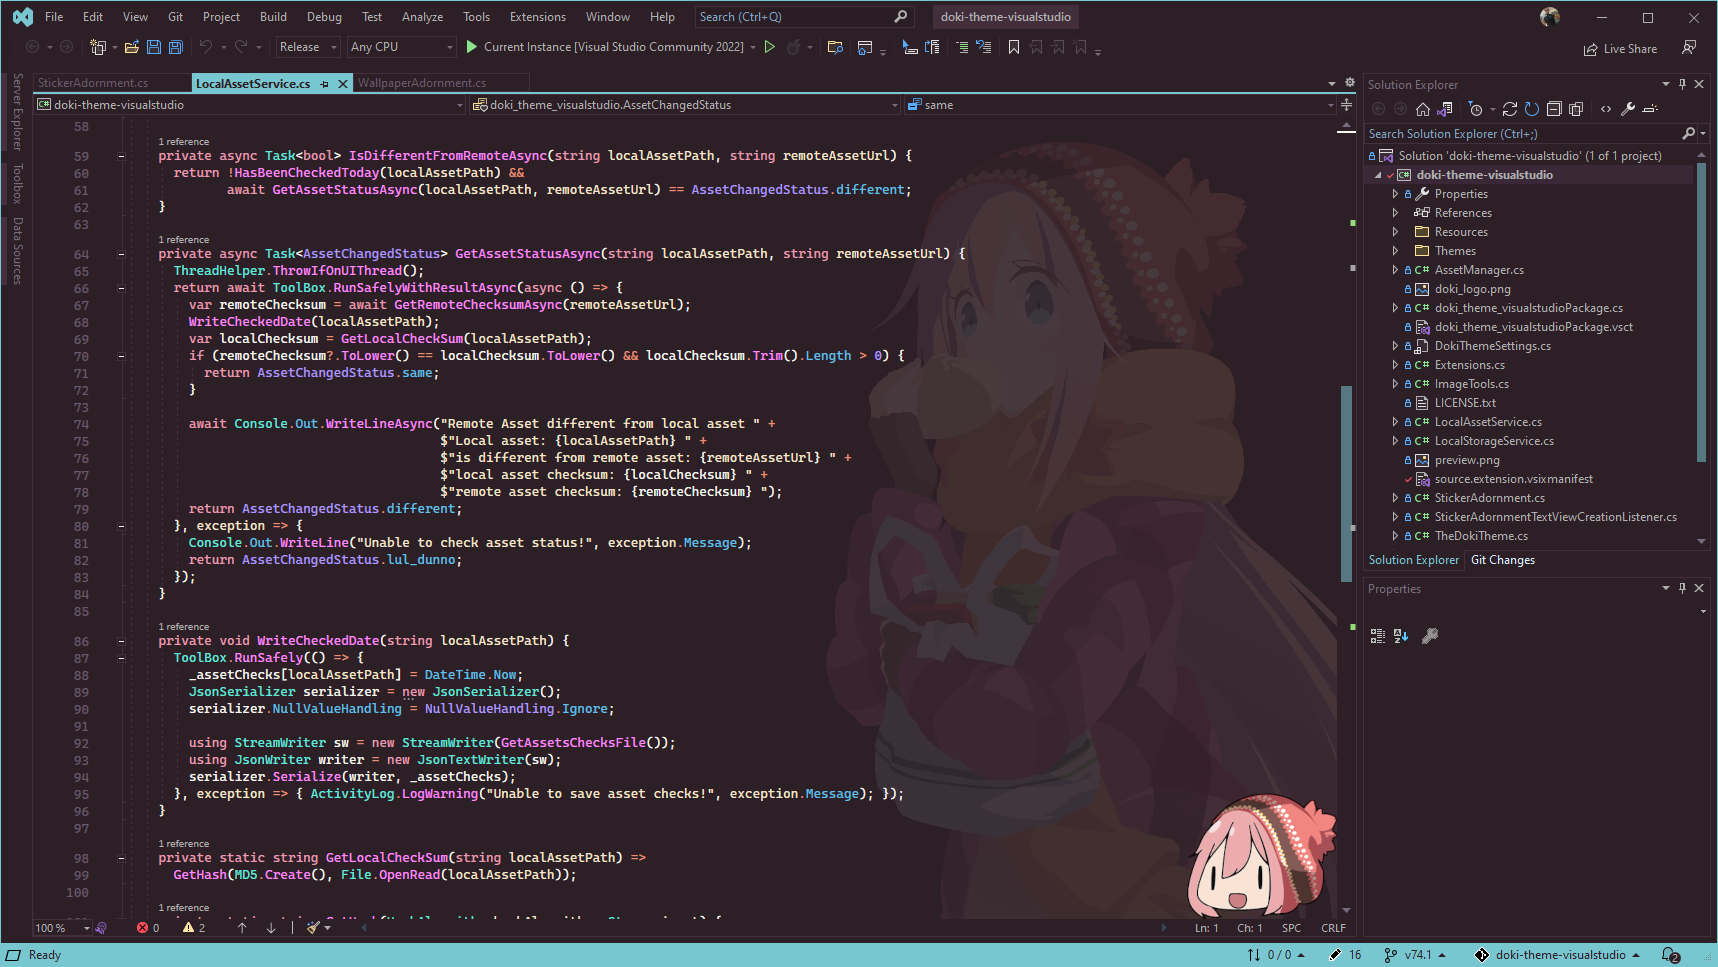 File Edit View Git Project Build Debug Test Analyze Tools Extensions Window Help Search (Ctrl+Q) doki-theme-visualstudio
Release Any CPU Current Instance [Visual Studio Community 2022] Live Share
Server Explorer
Toolbox
Data Sources
StickerAdornment.cs LocalAssetService.cs WallpaperAdornment.cs
doki-theme-visualstudio doki_theme_visualstudio.AssetChangedStatus same
58
1 reference
59 private async Task<bool> IsDifferentFromRemoteAsync(string localAssetPath, string remoteAssetUrl) {
60 return !HasBeenCheckedToday(localAssetPath) &&
61 await GetAssetStatusAsync(localAssetPath, remoteAssetUrl) == AssetChangedStatus.different;
62 }
63
1 reference
64 private async Task<AssetChangedStatus> GetAssetStatusAsync(string localAssetPath, string remoteAssetUrl) {
65 ThreadHelper.ThrowIfOnUIThread();
66 return await ToolBox.RunSafelyWithResultAsync(async () => {
67 var remoteChecksum = await GetRemoteChecksumAsync(remoteAssetUrl);
68 WriteCheckedDate(localAssetPath);
69 var localChecksum = GetLocalCheckSum(localAssetPath);
70 if (remoteChecksum?.ToLower() == localChecksum.ToLower() && localChecksum.Trim().Length > 0) {
71 return AssetChangedStatus.same;
72 }
73
74 await Console.Out.WriteLineAsync("Remote Asset different from local asset " +
75 $"Local asset: {localAssetPath} " +
76 $"is different from remote asset: {remoteAssetUrl} " +
77 $"local asset checksum: {localChecksum} " +
78 $"remote asset checksum: {remoteChecksum} ");
79 return AssetChangedStatus.different;
80 }, exception => {
81 Console.Out.WriteLine("Unable to check asset status!", exception.Message);
82 return AssetChangedStatus.lul_dunno;
83 });
84 }
85
1 reference
86 private void WriteCheckedDate(string localAssetPath) {
87 ToolBox.RunSafely(() => {
88 _assetChecks[localAssetPath] = DateTime.Now;
89 JsonSerializer serializer = new JsonSerializer();
90 serializer.NullValueHandling = NullValueHandling.Ignore;
91
92 using StreamWriter sw = new StreamWriter(GetAssetsChecksFile());
93 using JsonWriter writer = new JsonTextWriter(sw);
94 serializer.Serialize(writer, _assetChecks);
95 }, exception => { ActivityLog.LogWarning("Unable to save asset checks!", exception.Message); });
96 }
97
1 reference
98 private static string GetLocalCheckSum(string localAssetPath) =>
99 GetHash(MD5.Create(), File.OpenRead(localAssetPath));
100
1 reference
100 % 0 2 Ln: 1 Ch: 1 SPC CRLF
Solution Explorer
Search Solution Explorer (Ctrl+;)
Solution 'doki-theme-visualstudio' (1 of 1 project)
doki-theme-visualstudio
Properties
References
Resources
Themes
C# AssetManager.cs
doki_logo.png
C# doki_theme_visualstudioPackage.cs
doki_theme_visualstudioPackage.vsct
DokiThemeSettings.cs
C# Extensions.cs
C# ImageTools.cs
LICENSE.txt
C# LocalAssetService.cs
C# LocalStorageService.cs
preview.png
source.extension.vsixmanifest
C# StickerAdornment.cs
C# StickerAdornmentTextViewCreationListener.cs
C# TheDokiTheme.cs
Solution Explorer Git Changes
Properties
Ready 0 / 0 16 v74.1 doki-theme-visualstudio 2